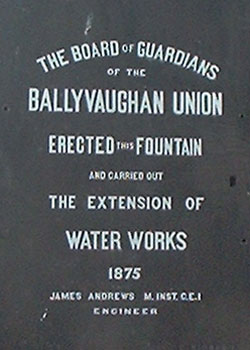 THE BOARD OF GUARDIANS
OF THE
BALLYVAUGHAN UNION
ERECTED THIS FOUNTAIN
AND CARRIED OUT
THE EXTENSION OF
WATER WORKS
1875
JAMES ANDREWS M. INST. C.E.I
ENGINEER